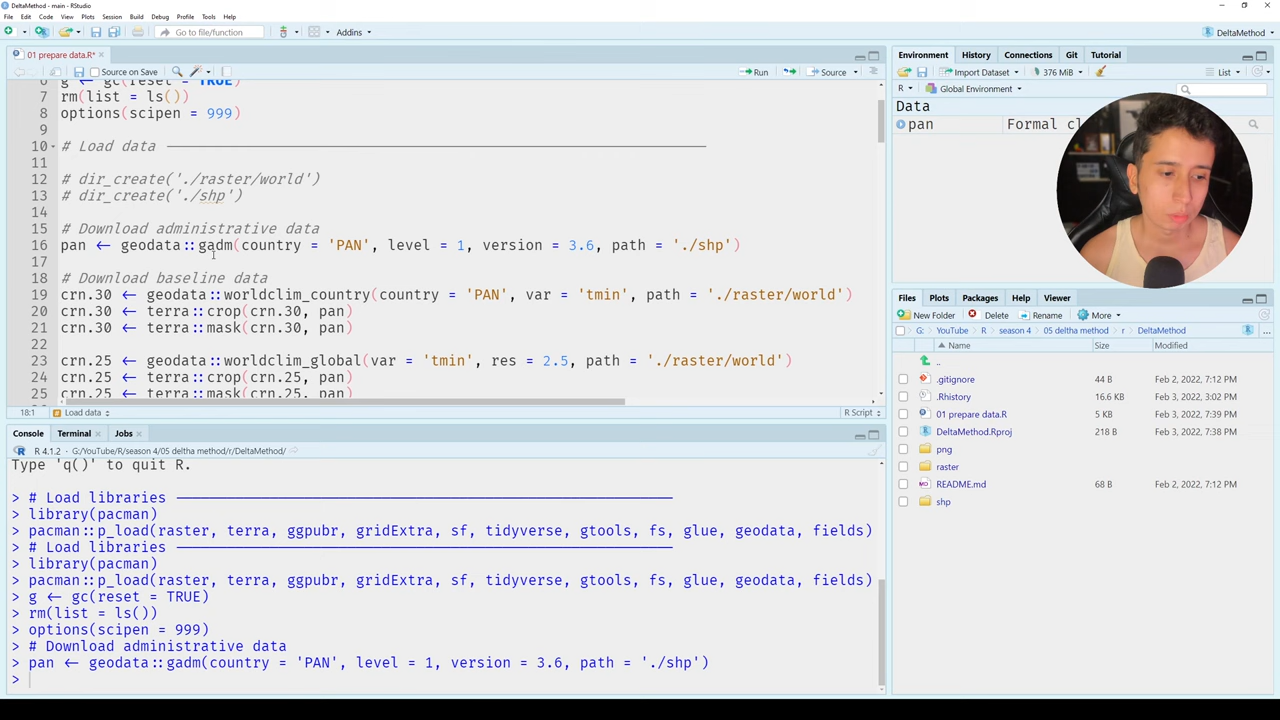 DeltaMethod - main - RStudio
File Edit Code View Plots Session Build Debug Profile Tools Help
Go to file/function Addins DeltaMethod
01 prepare data.R*
Source on Save Run Source
6 g ← gc(reset = TRUE)
7 rm(list = ls())
8 options(scipen = 999)
9
10 # Load data
11
12 # dir_create('./raster/world')
13 # dir_create('./shp')
14
15 # Download administrative data
16 pan ← geodata::gadm(country = 'PAN', level = 1, version = 3.6, path = './shp')
17
18 # Download baseline data
19 crn.30 ← geodata::worldclim_country(country = 'PAN', var = 'tmin', path = './raster/world')
20 crn.30 ← terra::crop(crn.30, pan)
21 crn.30 ← terra::mask(crn.30, pan)
22
23 crn.25 ← geodata::worldclim_global(var = 'tmin', res = 2.5, path = './raster/world')
24 crn.25 ← terra::crop(crn.25, pan)
25 crn.25 ← terra::mask(crn.25, pan)
18:1 Load data R Script
Console Terminal Jobs
R 4.1.2 · G:/YouTube/R/season 4/05 deltha method/r/DeltaMethod/
Type 'q()' to quit R.
> # Load libraries
> library(pacman)
> pacman::p_load(raster, terra, ggpubr, gridExtra, sf, tidyverse, gtools, fs, glue, geodata, fields)
> # Load libraries
> library(pacman)
> pacman::p_load(raster, terra, ggpubr, gridExtra, sf, tidyverse, gtools, fs, glue, geodata, fields)
> g ← gc(reset = TRUE)
> rm(list = ls())
> options(scipen = 999)
> # Download administrative data
> pan ← geodata::gadm(country = 'PAN', level = 1, version = 3.6, path = './shp')
>
Environment History Connections Git Tutorial
Import Dataset 376 MiB List
R Global Environment
Data
pan Formal cl
Files Plots Packages Help Viewer
New Folder Delete Rename More
G: YouTube R season 4 05 deltha method r DeltaMethod ...
Name Size Modified
..
.gitignore 44 B Feb 2, 2022, 7:12 PM
.Rhistory 16.6 KB Feb 3, 2022, 3:02 PM
01 prepare data.R 5 KB Feb 3, 2022, 7:39 PM
DeltaMethod.Rproj 218 B Feb 3, 2022, 7:38 PM
png
raster
README.md 68 B Feb 2, 2022, 7:12 PM
shp